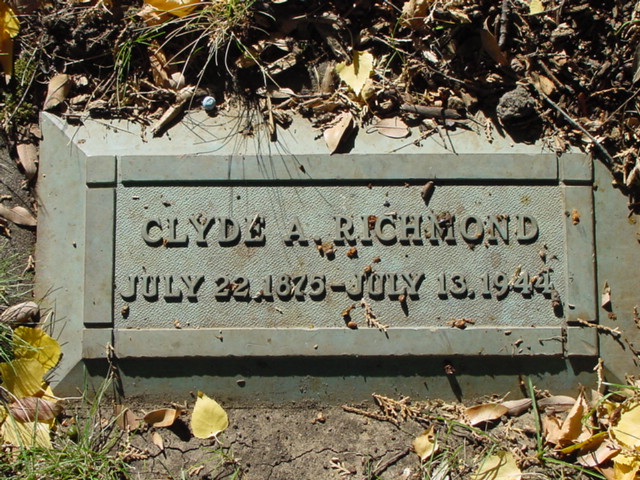 CLYDE A. RICHMOND
JULY 22, 1875-JULY 13, 1944